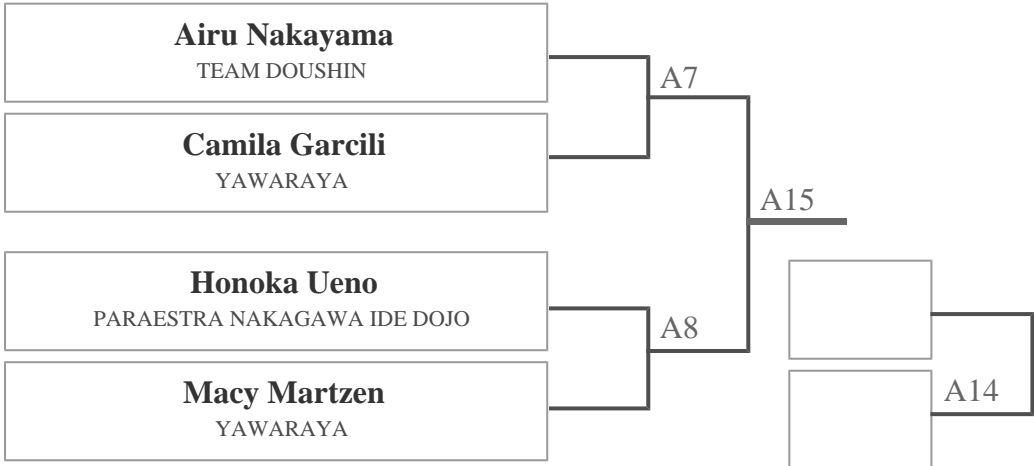 Airu Nakayama
TEAM DOUSHIN
A7
Camila Garcili
YAWARAYA
A15
Honoka Ueno
PARAESTRA NAKAGAWA IDE DOJO
A8
Macy Martzen
YAWARAYA
A14